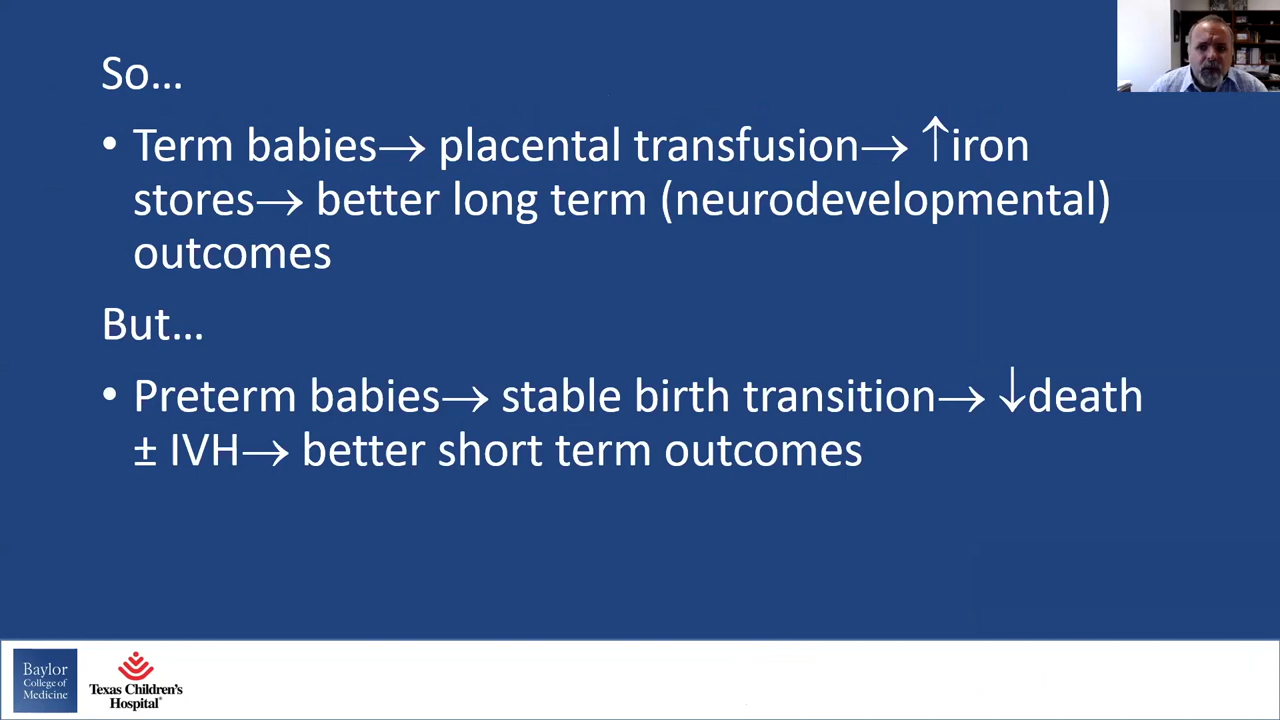 So…
• Term babies→ placental transfusion→ ↑iron
stores→ better long term (neurodevelopmental)
outcomes
But…
• Preterm babies→ stable birth transition→ ↓death
± IVH→ better short term outcomes
Baylor
College of
Medicine
Texas Children's
Hospital®